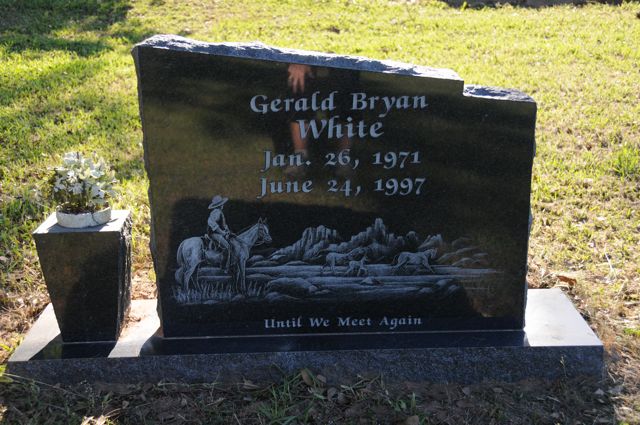 Gerald Bryan
White
Jan. 26, 1971
June 24, 1997
Until We Meet Again